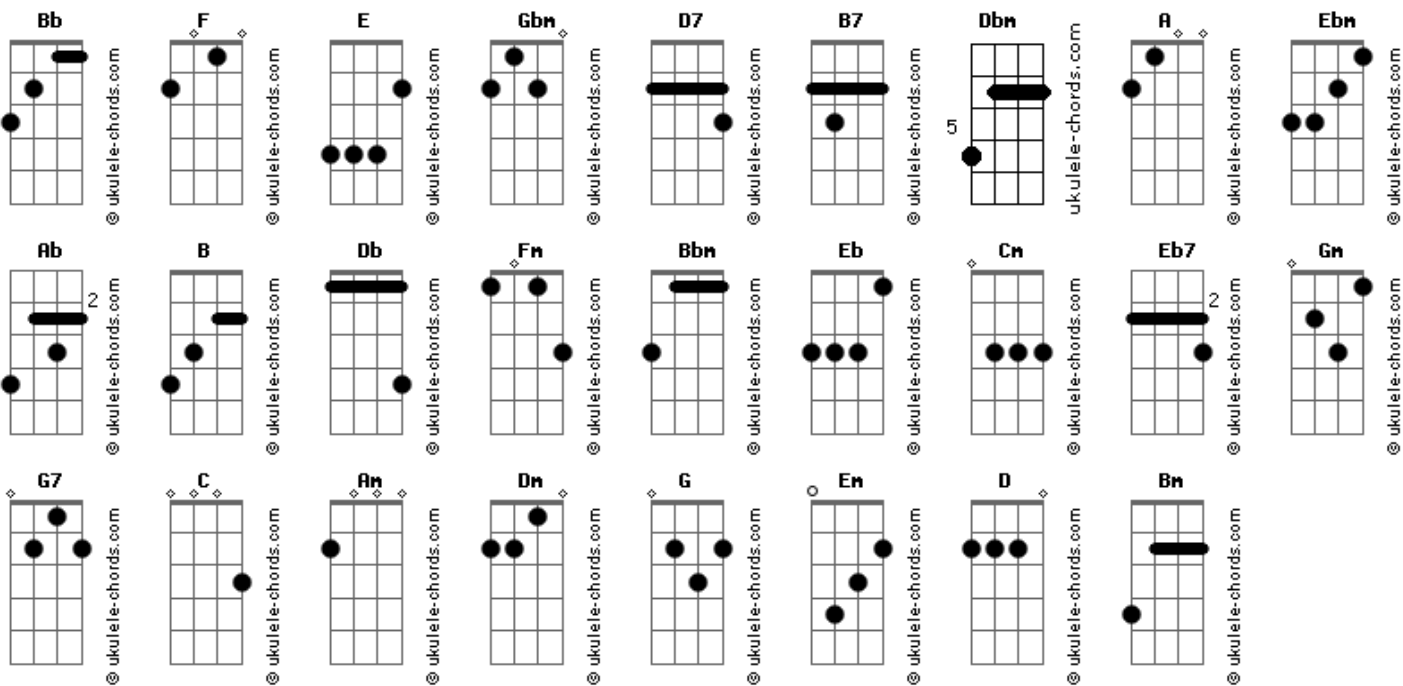 Bb F E Gbm D7 B7 Dbm A Ebm
© ukulele-chords.com © ukulele-chords.com © ukulele-chords.com © ukulele-chords.com © ukulele-chords.com © ukulele-chords.com 5 ukulele-chords.com © ukulele-chords.com © ukulele-chords.com
Ab B Db Fm Bbm Eb Cm Eb7 Gm
2 © ukulele-chords.com © ukulele-chords.com © ukulele-chords.com © ukulele-chords.com © ukulele-chords.com © ukulele-chords.com © ukulele-chords.com 2 © ukulele-chords.com © ukulele-chords.com
G7 C Am Dm G Em D Bm
© ukulele-chords.com © ukulele-chords.com © ukulele-chords.com © ukulele-chords.com © ukulele-chords.com © ukulele-chords.com © ukulele-chords.com © ukulele-chords.com